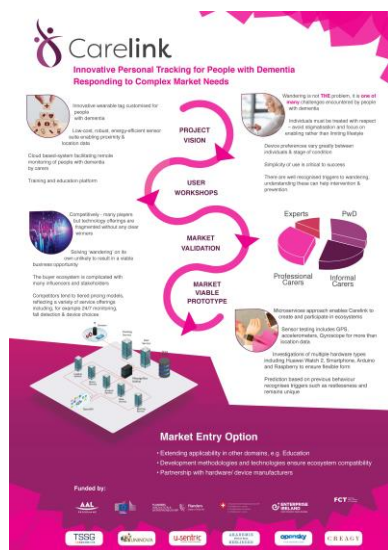 Carelink
Innovative Personal Tracking for People with Dementia
Responding to Complex Market Needs
Innovative wearable tag customised for
people
with dementia
Low cost, robust, energy-efficient sensor
suite enabling proximity &
location data
Cloud based system facilitating remote
monitoring of people with dementia
by carers
Training and education platform
PROJECT
VISION
Wandering is not THE problem, it is one of
many challenges encountered by people
with dementia
Individuals must be treated with respect
- avoid stigmatisation and focus on
enabling rather than limiting lifestyle
Device preferences vary greatly between
individuals & stage of condition
Simplicity of use is critical to success
There are well recognised triggers to wandering,
understanding these can help intervention &
prevention
USER
WORKSHOPS
Competitively - many players
but technology offerings are
fragmented without any clear
winners
Solving 'wandering' on its
own unlikely to result in a viable
business opportunity
The buyer ecosystem is complicated with
many influencers and stakeholders
Competitors tend to tiered pricing models,
reflecting a variety of service offerings
including, for example 24/7 monitoring,
fall detection & device choices
MARKET
VALIDATION
Experts
PwD
Professional
Carers
Informal
Carers
MARKET
VIABLE
PROTOTYPE
Microservices approach enables Carelink to
create and participate in ecosystems
Sensor testing includes GPS,
accelerometers, Gyroscope for more than
location data
Investigations of multiple hardware types
including Huawei Watch 2, Smartphone, Arduino
and Raspberry to ensure flexible form
Prediction based on previous behaviour
recognises triggers such as restlessness and
remains unique
Market Entry Option
• Extending applicability in other domains, e.g. Education
• Development methodologies and technologies ensure ecosystem compatibility
• Partnership with hardware/ device manufacturers
Funded by:
AAL
Flanders
ENTERPRISE
IRELAND
FCT
TSSG
UNINOVA
u-sentric
opensky
CREAGY